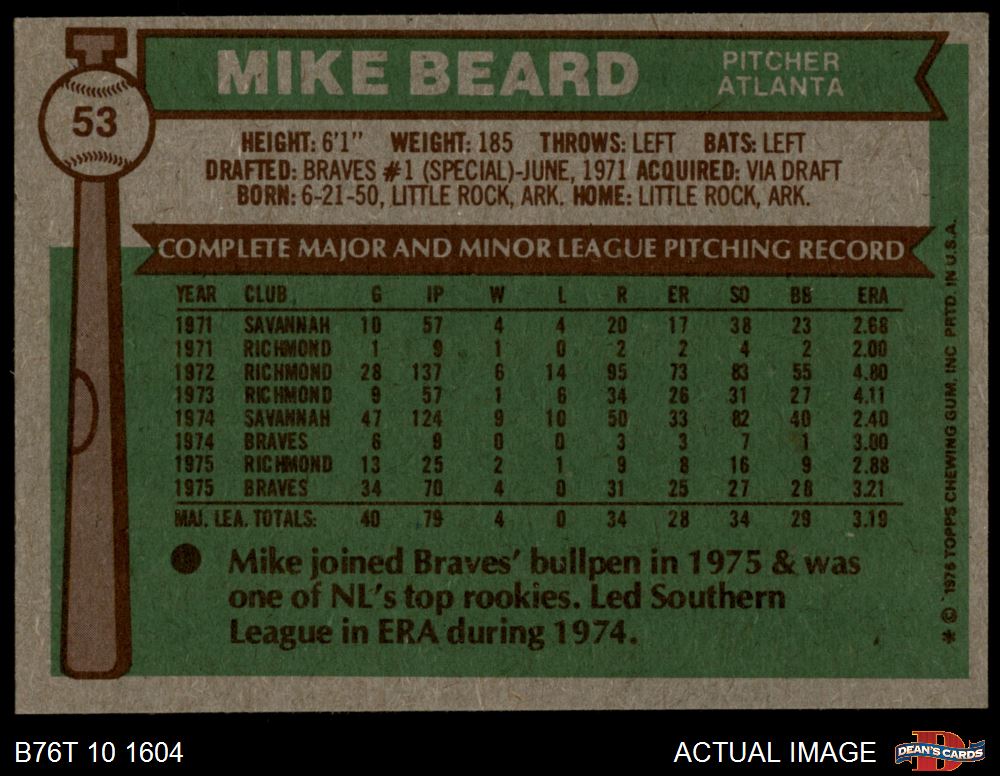 MIKE BEARD
PITCHER
ATLANTA
53
HEIGHT: 6'1" WEIGHT: 185 THROWS: LEFT BATS: LEFT
DRAFTED: BRAVES #1 (SPECIAL)-JUNE, 1971 ACQUIRED: VIA DRAFT
BORN: 6-21-50, LITTLE ROCK, ARK. HOME: LITTLE ROCK, ARK.
COMPLETE MAJOR AND MINOR LEAGUE PITCHING RECORD
YEAR CLUB G IP W L R ER SO BB ERA
1971 SAVANNAH 10 57 4 4 20 17 38 23 2.68
1971 RICHMOND 1 9 1 0 2 2 4 2 2.00
1972 RICHMOND 28 137 6 14 95 73 83 55 4.80
1973 RICHMOND 9 57 1 6 34 26 31 27 4.11
1974 SAVANNAH 47 124 9 10 50 33 82 40 2.40
1974 BRAVES 6 9 0 0 3 3 7 1 3.00
1975 RICHMOND 13 25 2 1 9 8 16 9 2.88
1975 BRAVES 34 70 4 0 31 25 27 28 3.21
MAJ. LEA. TOTALS: 40 79 4 0 34 28 34 29 3.19
Mike joined Braves' bullpen in 1975 & was
one of NL's top rookies. Led Southern
League in ERA during 1974.
* © 1976 TOPPS CHEWING GUM, INC PRTD. IN U.S.A.
B76T 10 1604
ACTUAL IMAGE
D
DEAN'S CARDS